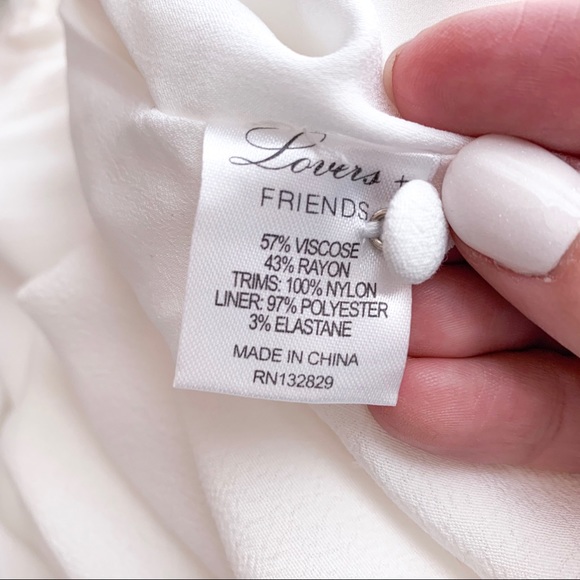 Lovers +
FRIENDS
57% VISCOSE
43% RAYON
TRIMS: 100% NYLON
LINER: 97% POLYESTER
3% ELASTANE
MADE IN CHINA
RN132829